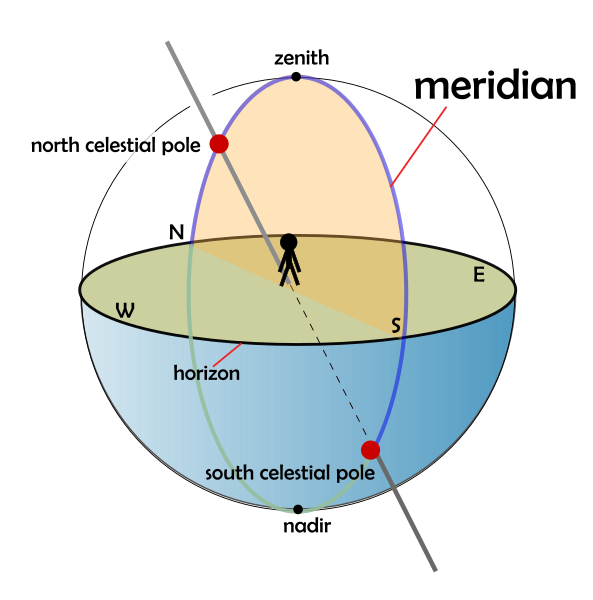 zenith
meridian
north celestial pole
N
E
W
S
horizon
south celestial pole
nadir